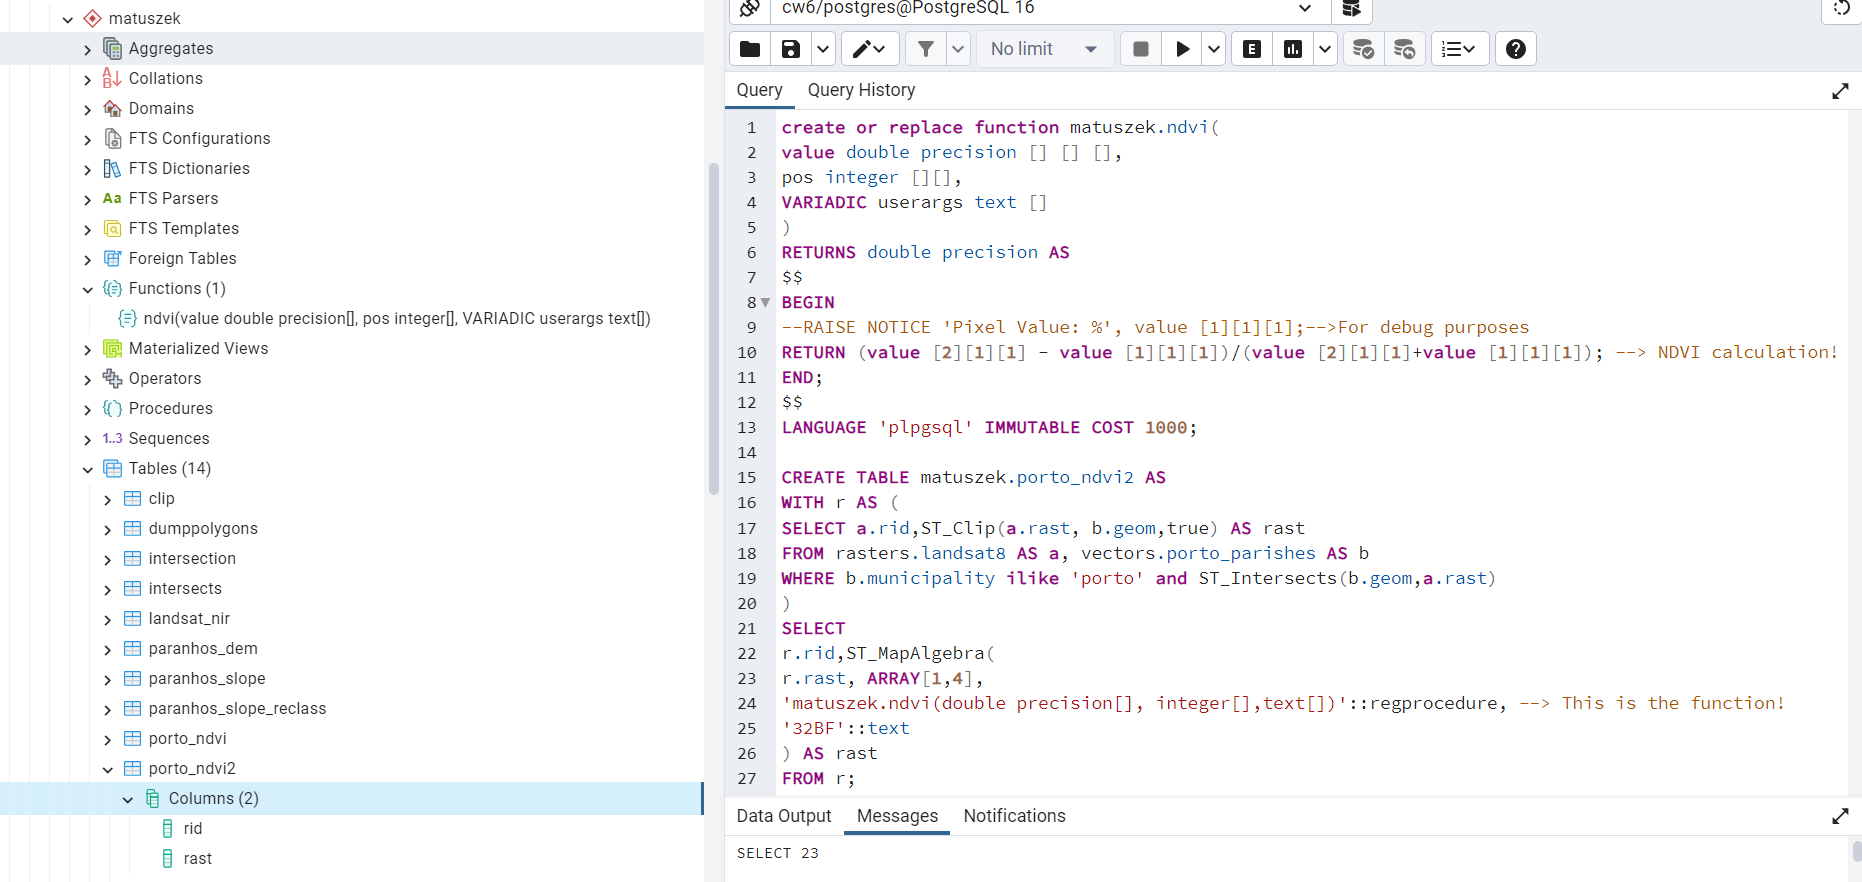 matuszek
Aggregates
Collations
Domains
FTS Configurations
FTS Dictionaries
Aa FTS Parsers
FTS Templates
Foreign Tables
Functions (1)
ndvi(value double precision[], pos integer[], VARIADIC userargs text[])
Materialized Views
Operators
Procedures
1..3 Sequences
Tables (14)
clip
dumppolygons
intersection
intersects
landsat_nir
paranhos_dem
paranhos_slope
paranhos_slope_reclass
porto_ndvi
porto_ndvi2
Columns (2)
rid
rast
cw6/postgres@PostgreSQL 16
No limit
E
Query Query History
1 create or replace function matuszek.ndvi(
2 value double precision [] [] [],
3 pos integer [][],
4 VARIADIC userargs text []
5 )
6 RETURNS double precision AS
7 $$
8 BEGIN
9 --RAISE NOTICE 'Pixel Value: %', value [1][1][1];-->For debug purposes
10 RETURN (value [2][1][1] - value [1][1][1])/(value [2][1][1]+value [1][1][1]); --> NDVI calculation!
11 END;
12 $$
13 LANGUAGE 'plpgsql' IMMUTABLE COST 1000;
14
15 CREATE TABLE matuszek.porto_ndvi2 AS
16 WITH r AS (
17 SELECT a.rid,ST_Clip(a.rast, b.geom,true) AS rast
18 FROM rasters.landsat8 AS a, vectors.porto_parishes AS b
19 WHERE b.municipality ilike 'porto' and ST_Intersects(b.geom,a.rast)
20 )
21 SELECT
22 r.rid,ST_MapAlgebra(
23 r.rast, ARRAY[1,4],
24 'matuszek.ndvi(double precision[], integer[],text[])'::regprocedure, --> This is the function!
25 '32BF'::text
26 ) AS rast
27 FROM r;
Data Output Messages Notifications
SELECT 23